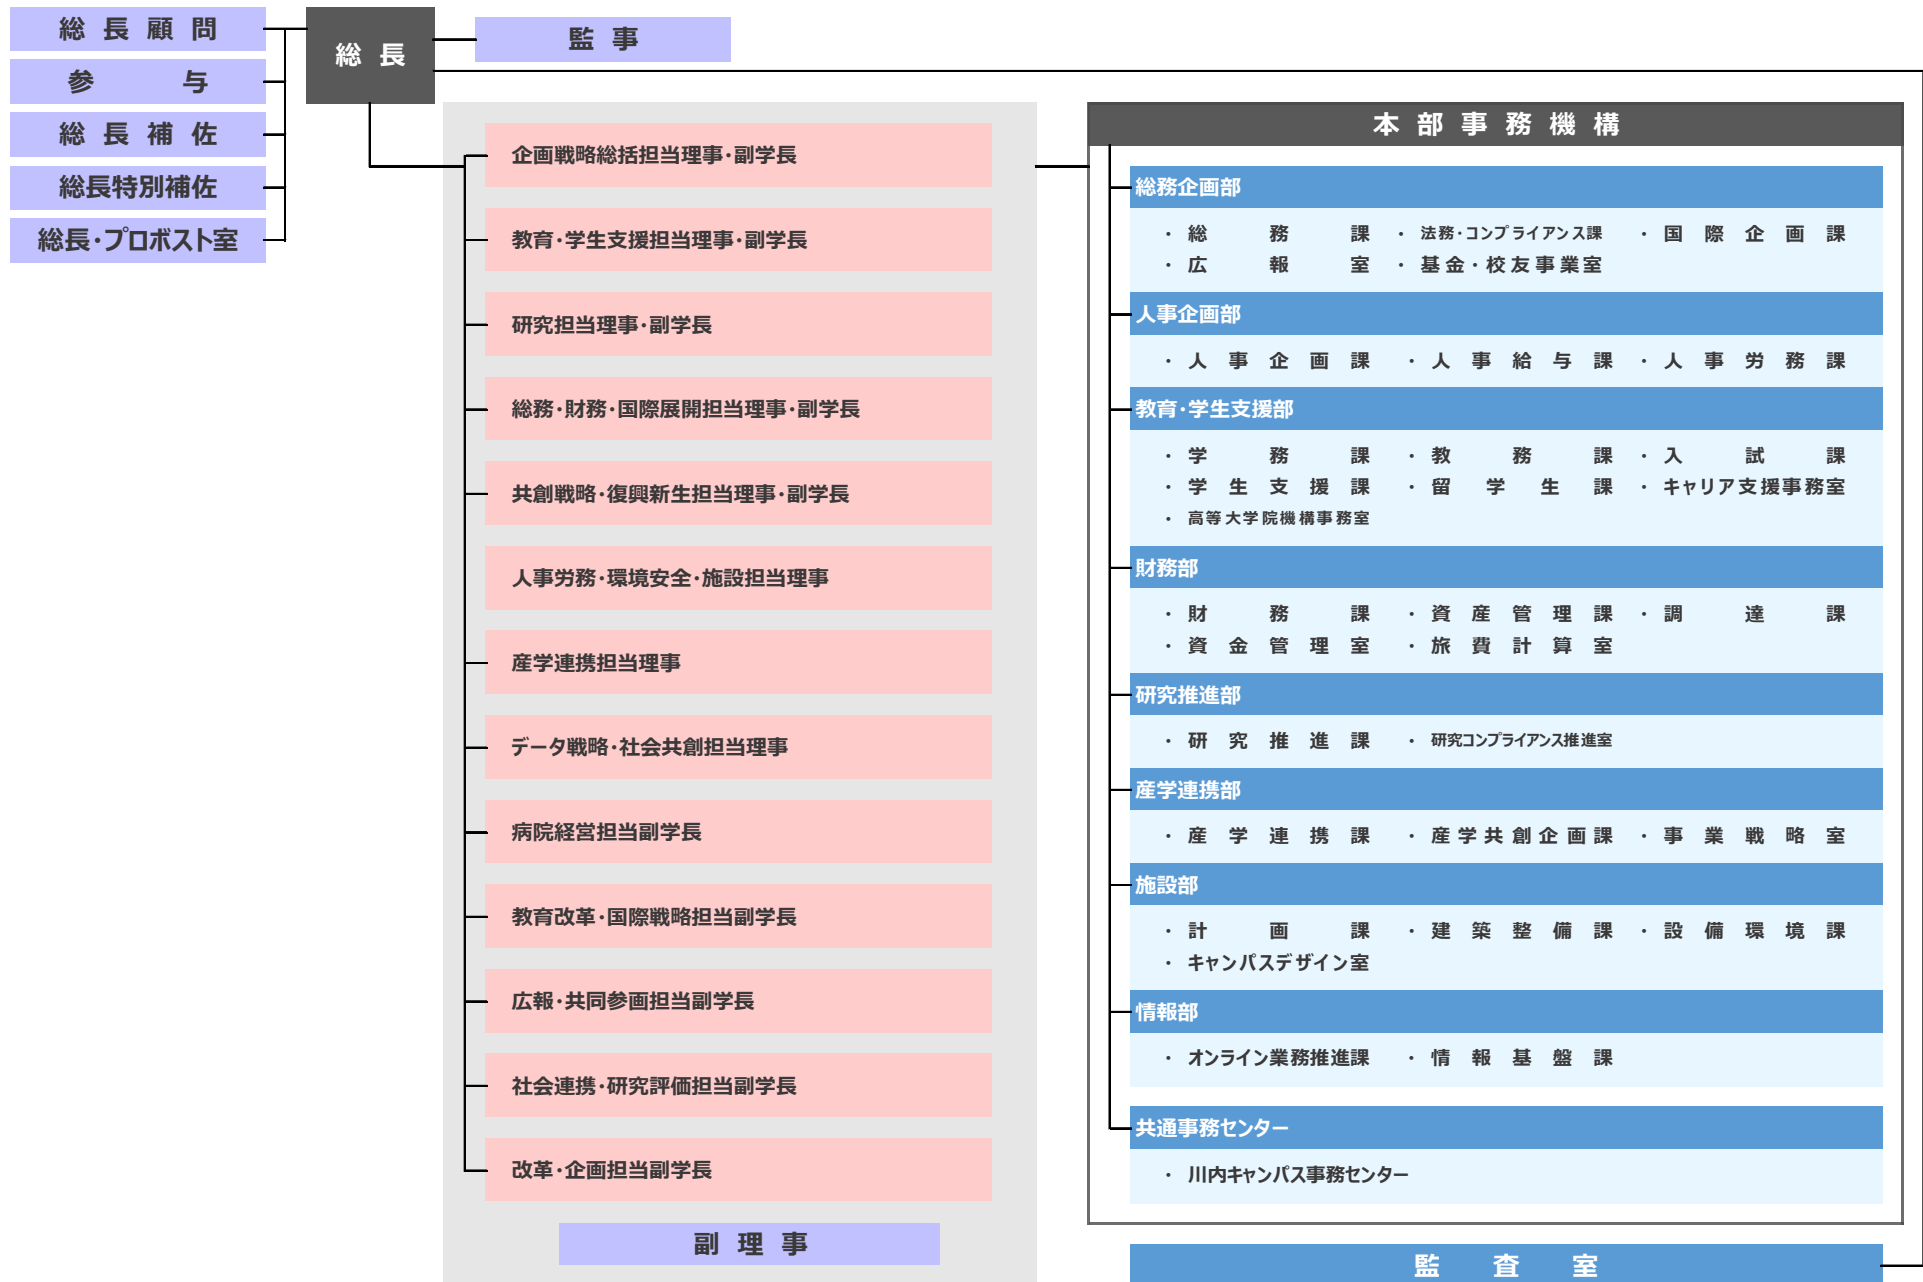 総長顧問
参与
総長補佐
総長特別補佐
総長・プロボスト室
総長
監事
企画戦略総括担当理事・副学長
教育・学生支援担当理事・副学長
研究担当理事・副学長
総務・財務・国際展開担当理事・副学長
共創戦略・復興新生担当理事・副学長
人事労務・環境安全・施設担当理事
産学連携担当理事
データ戦略・社会共創担当理事
病院経営担当副学長
教育改革・国際戦略担当副学長
広報・共同参画担当副学長
社会連携・研究評価担当副学長
改革・企画担当副学長
副理事
本部事務機構
総務企画部
・総務課 ・法務・コンプライアンス課 ・国際企画課
・広報室 ・基金・校友事業室
人事企画部
・人事企画課 ・人事給与課 ・人事労務課
教育・学生支援部
・学務課 ・教務課 ・入試課
・学生支援課 ・留学生課 ・キャリア支援事務室
・高等大学院機構事務室
財務部
・財務課 ・資産管理課 ・調達課
・資金管理室 ・旅費計算室
研究推進部
・研究推進課 ・研究コンプライアンス推進室
産学連携部
・産学連携課 ・産学共創企画課 ・事業戦略室
施設部
・計画課 ・建築整備課 ・設備環境課
・キャンパスデザイン室
情報部
・オンライン業務推進課 ・情報基盤課
共通事務センター
・川内キャンパス事務センター
監査室